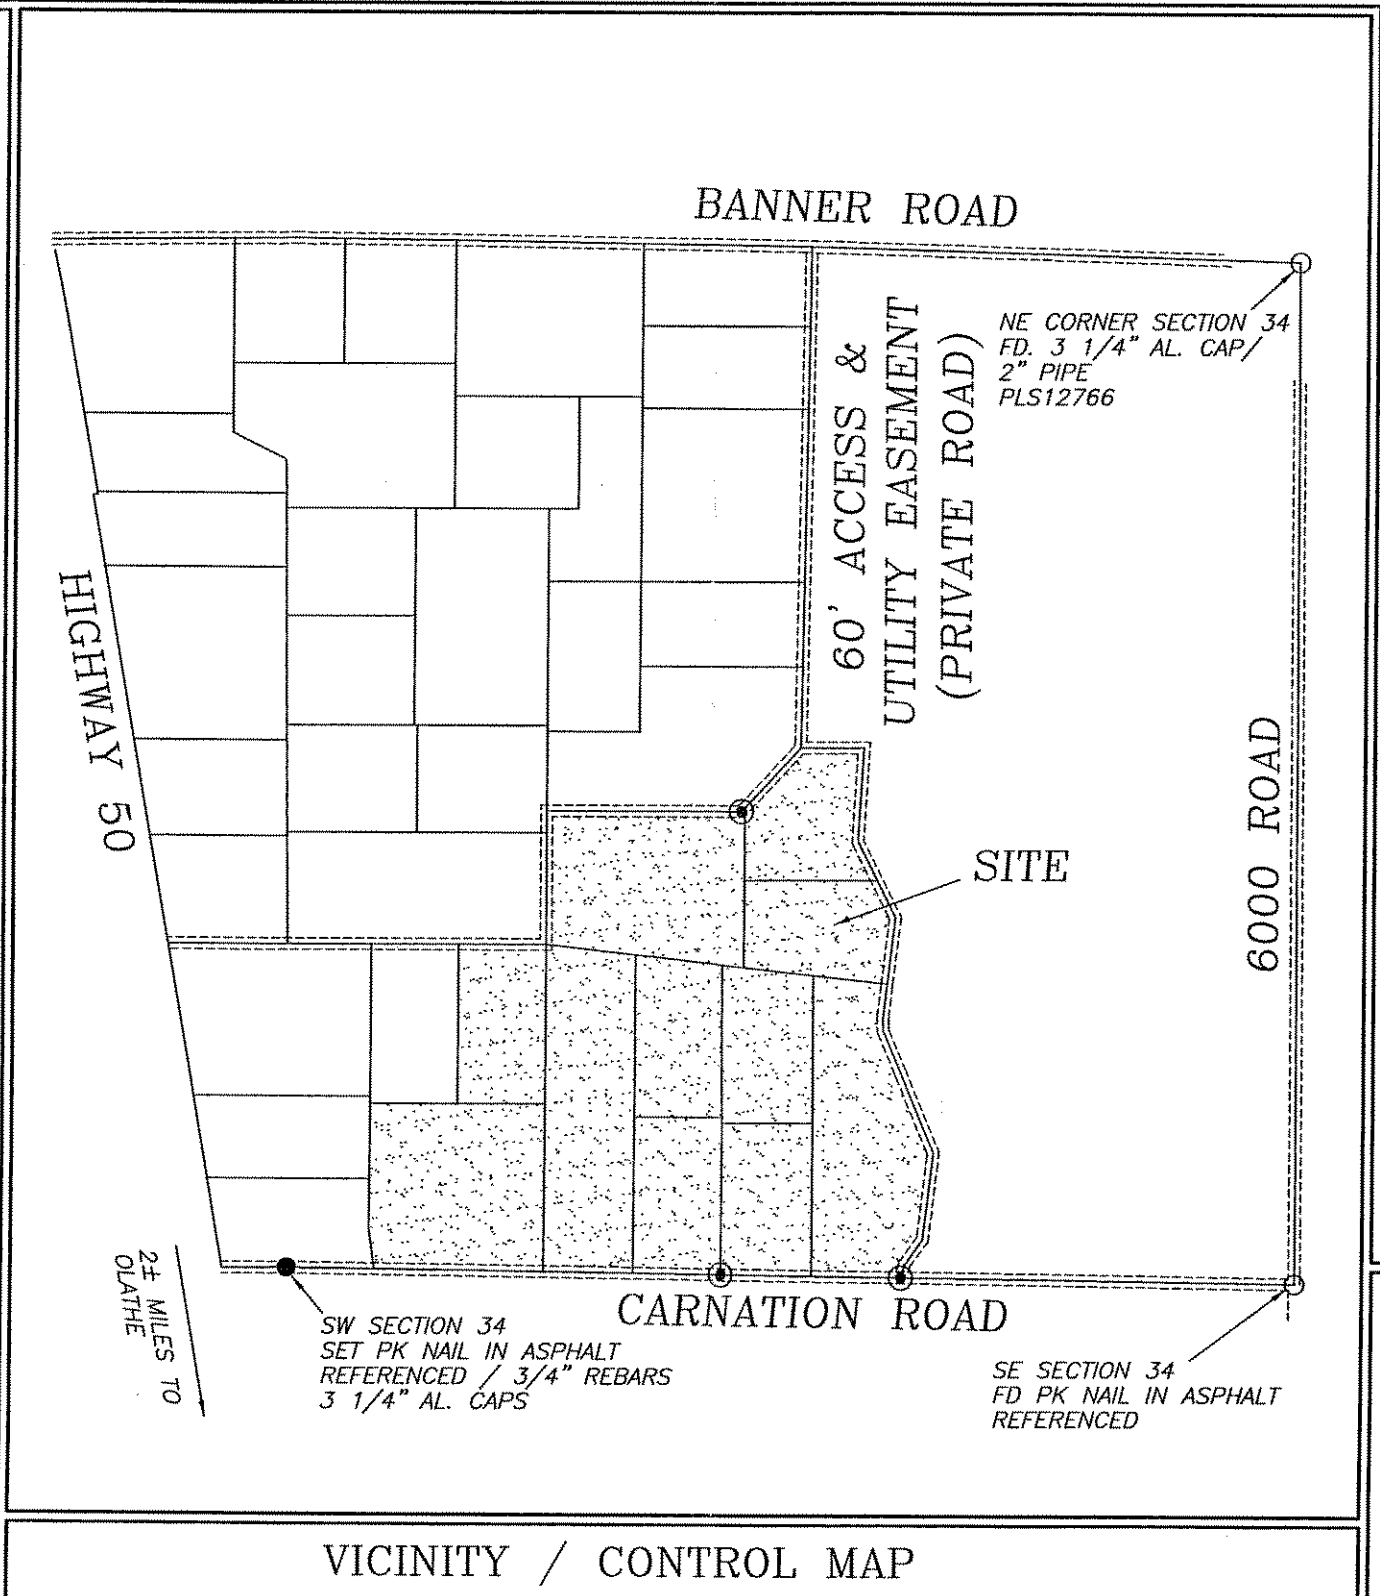 BANNER ROAD
NE CORNER SECTION 34
FD. 3 1/4" AL. CAP/
2" PIPE
PLS12766
60' ACCESS &
UTILITY EASEMENT
(PRIVATE ROAD)
HIGHWAY 50
6000 ROAD
SITE
2± MILES TO
OLATHE
SW SECTION 34
SET PK NAIL IN ASPHALT
REFERENCED / 3/4" REBARS
3 1/4" AL. CAPS
CARNATION ROAD
SE SECTION 34
FD PK NAIL IN ASPHALT
REFERENCED
VICINITY / CONTROL MAP